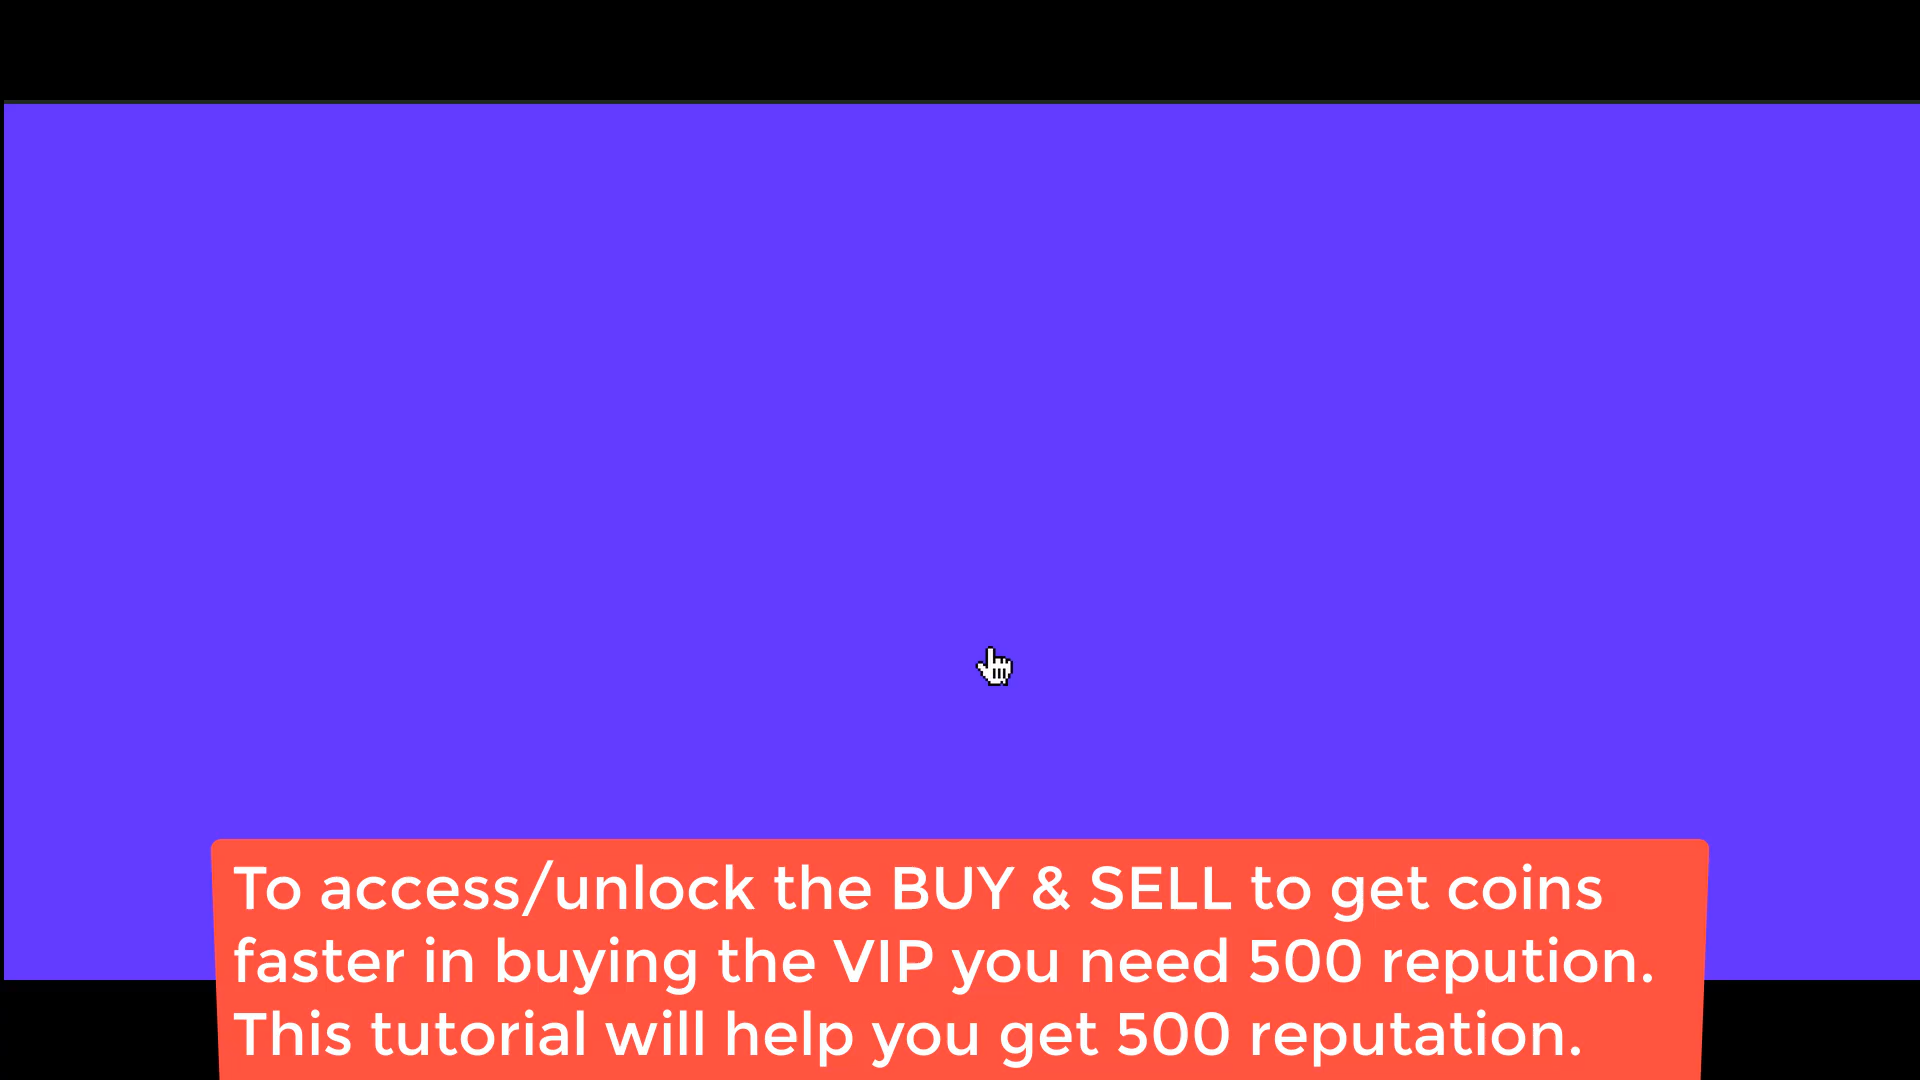 To access/unlock the BUY & SELL to get coins
faster in buying the VIP you need 500 repution.
This tutorial will help you get 500 reputation.